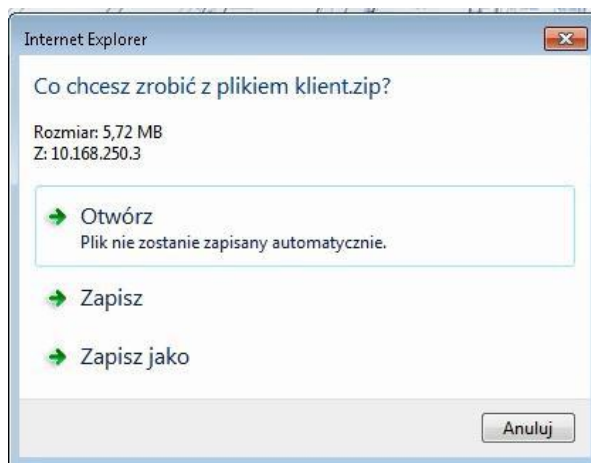 Internet Explorer
Co chcesz zrobić z plikiem klient.zip?
Rozmiar: 5,72 MB
Z: 10.168.250.3
Otwórz
Plik nie zostanie zapisany automatycznie.
Zapisz
Zapisz jako
Anuluj